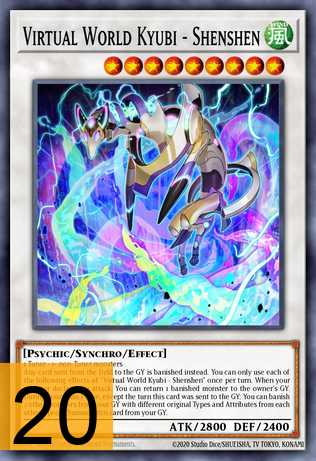 VIRTUAL WORLD KYUBI - SHENSHEN
WIND
風
[PSYCHIC/SYNCHRO/EFFECT]
1 Tuner + 1+ non-Tuner monsters
Any card sent from the field to the GY is banished instead. You can only use each of
the following effects of "Virtual World Kyubi - Shenshen" once per turn. When your
attack. You can return 1 banished monster to the owner's GY.
except the turn this card was sent to the GY: You can banish
your GY with different original Types and Attributes from each
card from your GY.
20
ATK/2800 DEF/2400
©2020 Studio Dice/SHUEISHA, TV TOKYO, KONAMI